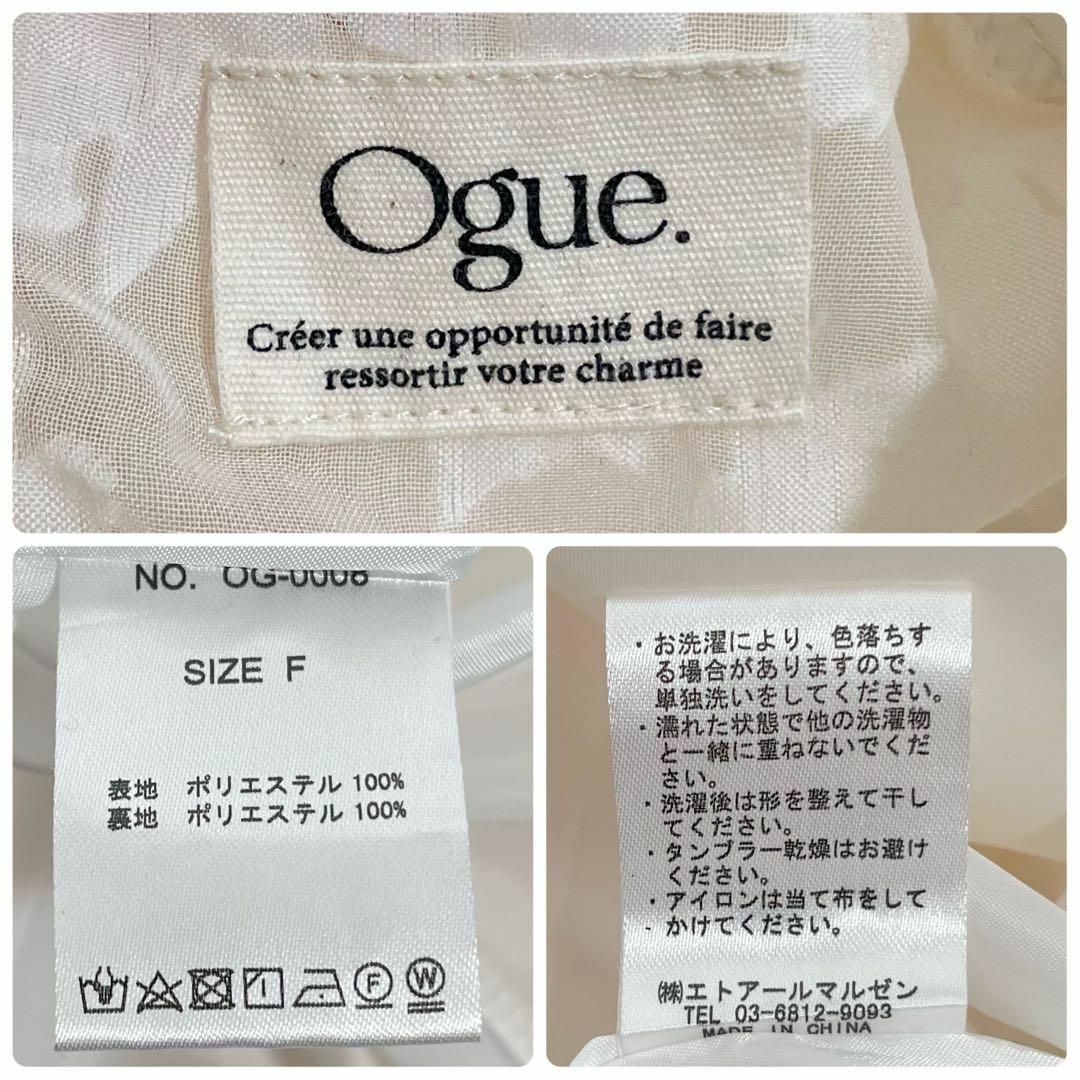 Ogue.
Créer une opportunité de faire
ressortir votre charme
NO. OG-0008
SIZE F
表地 ポリエステル 100%
裏地 ポリエステル 100%
F W
・お洗濯により、色落ちす
る場合がありますので、
単独洗いをしてください。
・濡れた状態で他の洗濯物
と一緒に重ねないでくだ
さい。
・洗濯後は形を整えて干し
てください。
・タンブラー乾燥はお避け
ください。
・アイロンは当て布をして
・かけてください。
㈱エトアールマルゼン
TEL 03-6812-9093
MADE IN CHINA